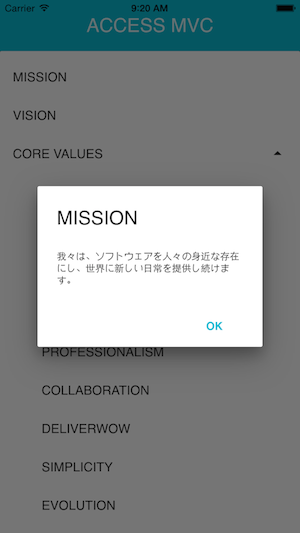 Carrier 9:20 AM
ACCESS MVC
MISSION
VISION
CORE VALUES
MISSION
我々は、ソフトウエアを人々の身近な存在
にし、世界に新しい日常を提供し続けま
す。
OK
PROFESSIONALISM
COLLABORATION
DELIVERWOW
SIMPLICITY
EVOLUTION